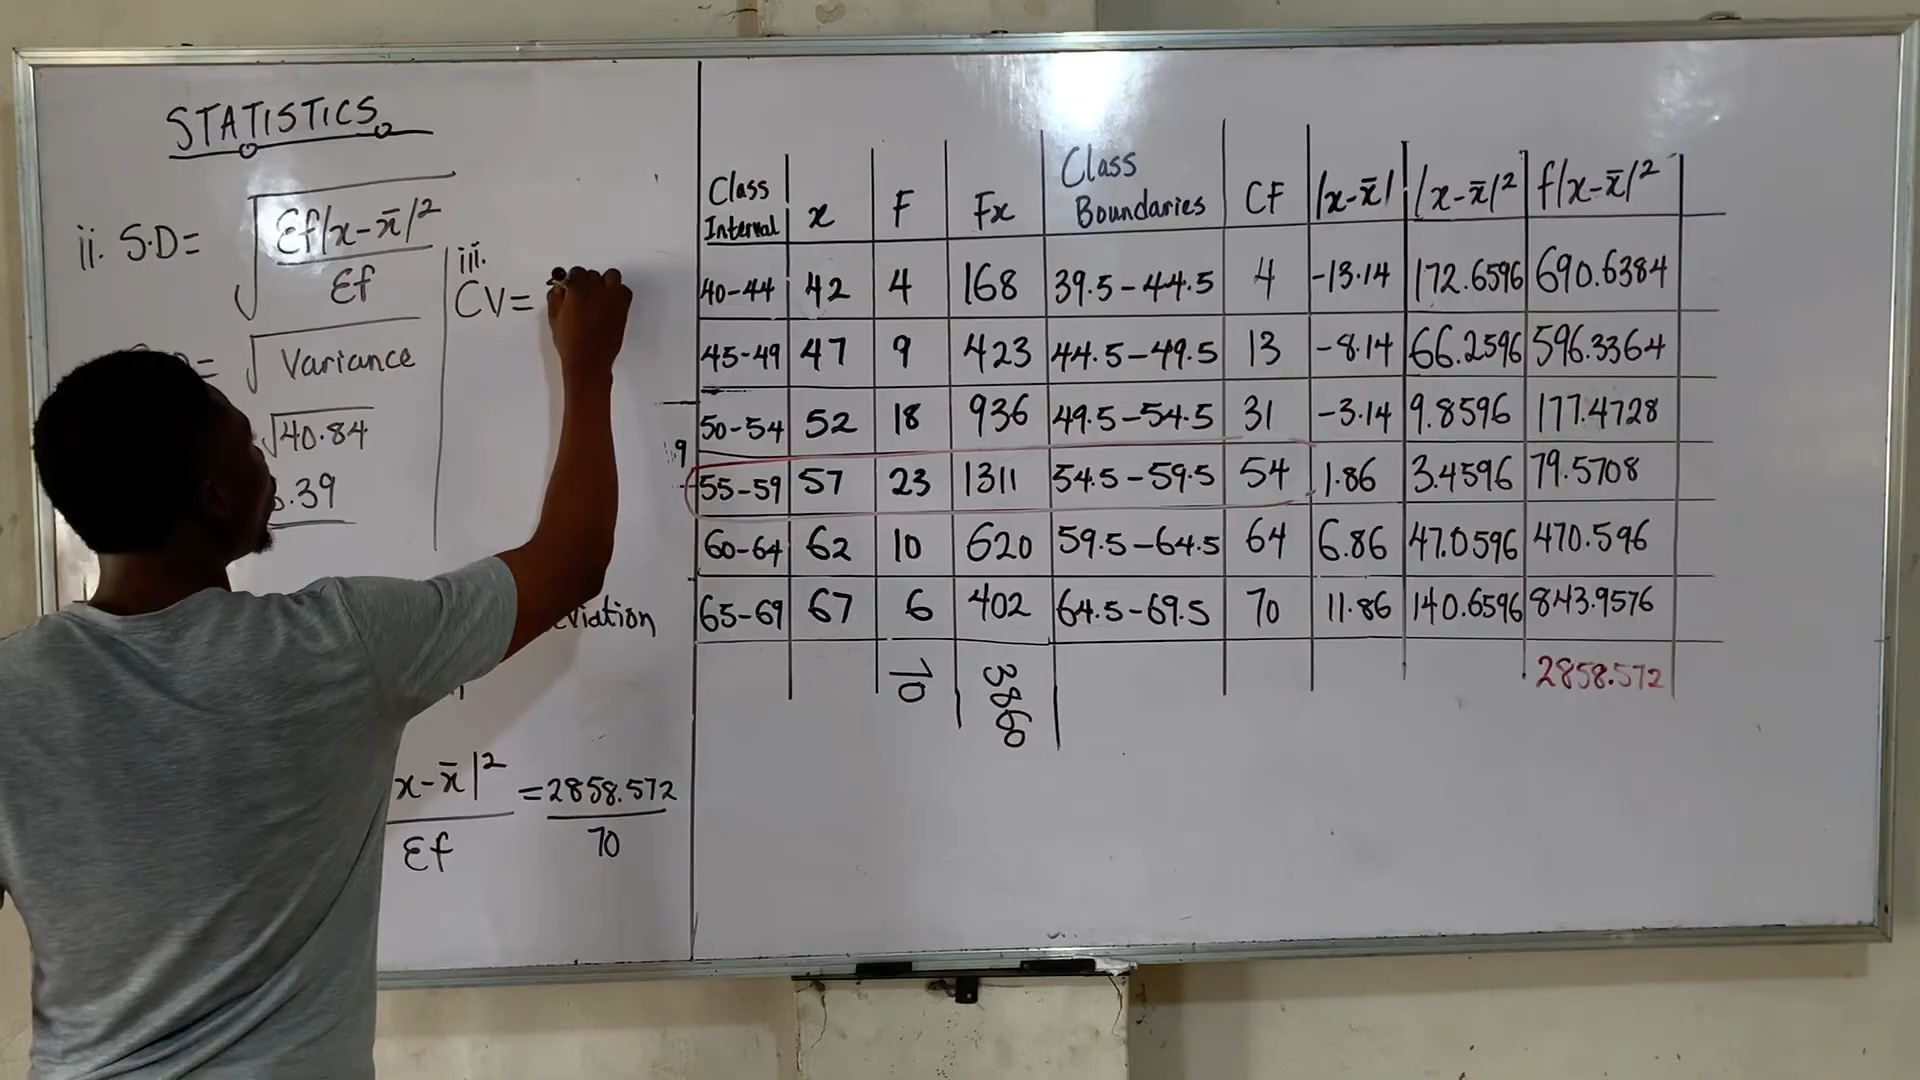 STATISTICS
ii. S.D = √Ɛf|x-x̄|²
Ɛf
= √Variance
√40.84
.39
iii.
CV =
eviation
x-x̄|² = 2858.572
Ɛf 70
Class Interval x F Fx Class Boundaries CF |x-x̄| |x-x̄|² f|x-x̄|²
40-44 42 4 168 39.5-44.5 4 -13.14 172.6596 690.6384
45-49 47 9 423 44.5-49.5 13 -8.14 66.2596 596.3364
50-54 52 18 936 49.5-54.5 31 -3.14 9.8596 177.4728
55-59 57 23 1311 54.5-59.5 54 1.86 3.4596 79.5708
60-64 62 10 620 59.5-64.5 64 6.86 47.0596 470.596
65-69 67 6 402 64.5-69.5 70 11.86 140.6596 843.9576
70 3860 2858.572